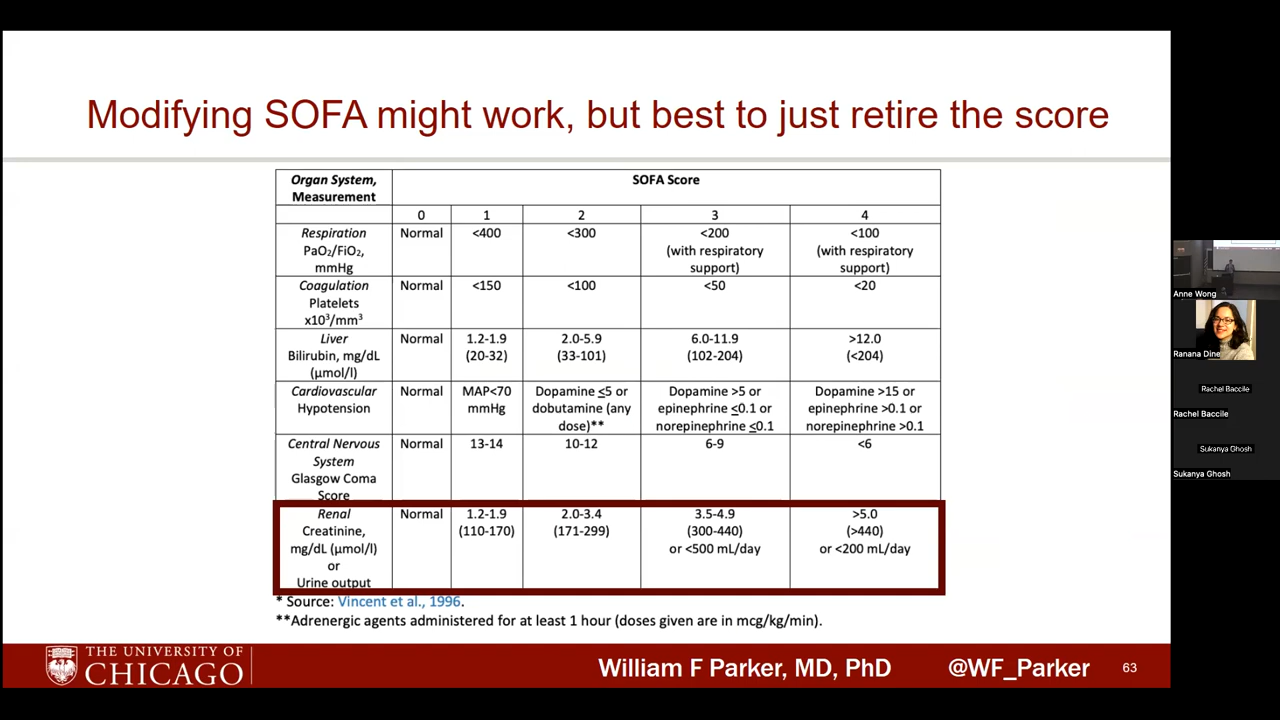 Modifying SOFA might work, but best to just retire the score
Organ System,
Measurement
SOFA Score
0 1 2 3 4
Respiration
PaO₂/FiO₂,
mmHg
Normal
<400
<300
<200
(with respiratory
support)
<100
(with respiratory
support)
Coagulation
Platelets
x10³/mm³
Normal
<150
<100
<50
<20
Liver
Bilirubin, mg/dL
(µmol/l)
Normal
1.2-1.9
(20-32)
2.0-5.9
(33-101)
6.0-11.9
(102-204)
>12.0
(<204)
Cardiovascular
Hypotension
Normal
MAP<70
mmHg
Dopamine ≤5 or
dobutamine (any
dose)**
Dopamine >5 or
epinephrine ≤0.1 or
norepinephrine ≤0.1
Dopamine >15 or
epinephrine >0.1 or
norepinephrine >0.1
Central Nervous
System
Glasgow Coma
Score
Normal
13-14
10-12
6-9
<6
Renal
Creatinine,
mg/dL (µmol/l)
or
Urine output
Normal
1.2-1.9
(110-170)
2.0-3.4
(171-299)
3.5-4.9
(300-440)
or <500 mL/day
>5.0
(>440)
or <200 mL/day
* Source: Vincent et al., 1996.
**Adrenergic agents administered for at least 1 hour (doses given are in mcg/kg/min).
THE UNIVERSITY OF
CHICAGO
William F Parker, MD, PhD
@WF_Parker
63
Anne Wong
Ranana Dine
Rachel Baccile
Rachel Baccile
Sukanya Ghosh
Sukanya Ghosh